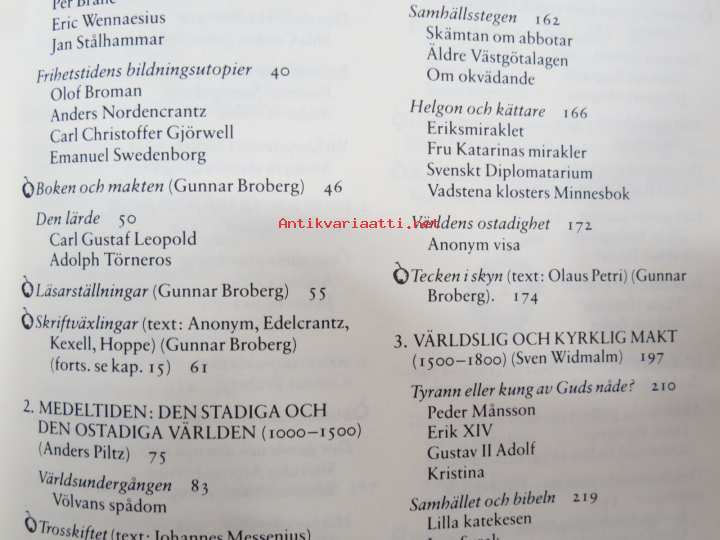 Per Brahe
Eric Wennaesius
Jan Stålhammar
Frihetstidens bildningsutopier 40
Olof Broman
Anders Nordencrantz
Carl Christoffer Gjörwell
Emanuel Swedenborg
Boken och makten (Gunnar Broberg) 46
Den lärde 50
Carl Gustaf Leopold
Adolph Törneros
Läsarställningar (Gunnar Broberg) 55
Skriftväxlingar (text: Anonym, Edelcrantz,
Kexell, Hoppe) (Gunnar Broberg)
(forts. se kap. 15) 61
2. MEDELTIDEN: DEN STADIGA OCH
DEN OSTADIGA VÄRLDEN (1000–1500)
(Anders Piltz) 75
Världsundergången 83
Völvans spådom
Trosskiftet (text: Johannes Messenius)
Samhällsstegen 162
Skämtan om abbotar
Äldre Västgötalagen
Om okvädande
Helgon och kättare 166
Eriksmiraklet
Fru Katarinas mirakler
Svenskt Diplomatarium
Vadstena klosters Minnesbok
Världens ostadighet 172
Anonym visa
Tecken i skyn (text: Olaus Petri) (Gunnar
Broberg). 174
3. VÄRLDSLIG OCH KYRKLIG MAKT
(1500–1800) (Sven Widmalm) 197
Tyrann eller kung av Guds nåde? 210
Peder Månsson
Erik XIV
Gustav II Adolf
Kristina
Samhället och bibeln 219
Lilla katekesen
Antikvariaatti.net